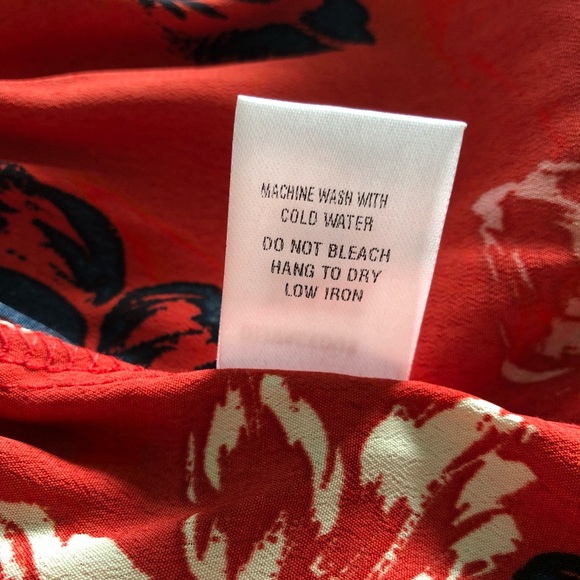 MACHINE WASH WITH
COLD WATER
DO NOT BLEACH
HANG TO DRY
LOW IRON